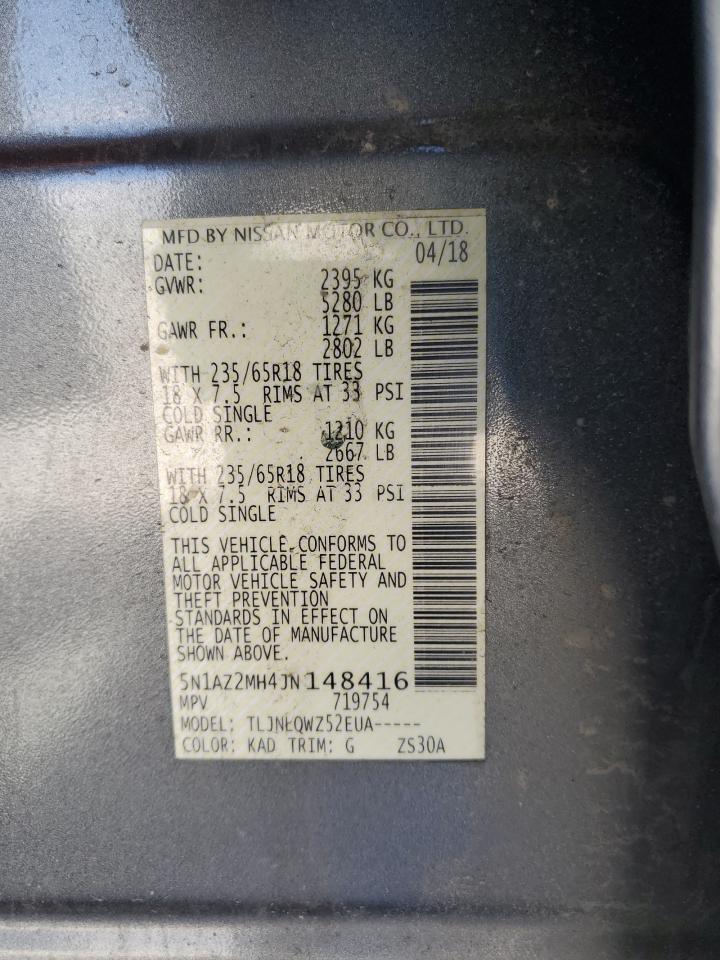 MFD BY NISSAN MOTOR CO., LTD.
DATE: 04/18
GVWR: 2395 KG
5280 LB
GAWR FR.: 1271 KG
2802 LB
WITH 235/65R18 TIRES
18 X 7.5 RIMS AT 33 PSI
COLD SINGLE
GAWR RR.: 1210 KG
2667 LB
WITH 235/65R18 TIRES
18 X 7.5 RIMS AT 33 PSI
COLD SINGLE
THIS VEHICLE CONFORMS TO
ALL APPLICABLE FEDERAL
MOTOR VEHICLE SAFETY AND
THEFT PREVENTION
STANDARDS IN EFFECT ON
THE DATE OF MANUFACTURE
SHOWN ABOVE.
5N1AZ2MH4JN148416
MPV 719754
MODEL: TLJNLQWZ52EUA-----
COLOR: KAD TRIM: G ZS30A